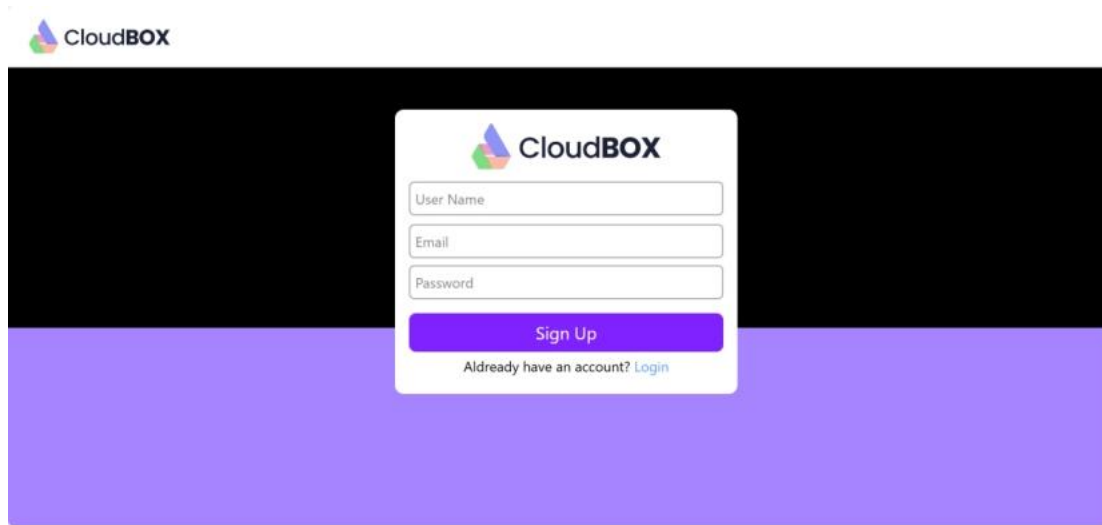 CloudBOX
CloudBOX
User Name
Email
Password
Sign Up
Aldready have an account? Login